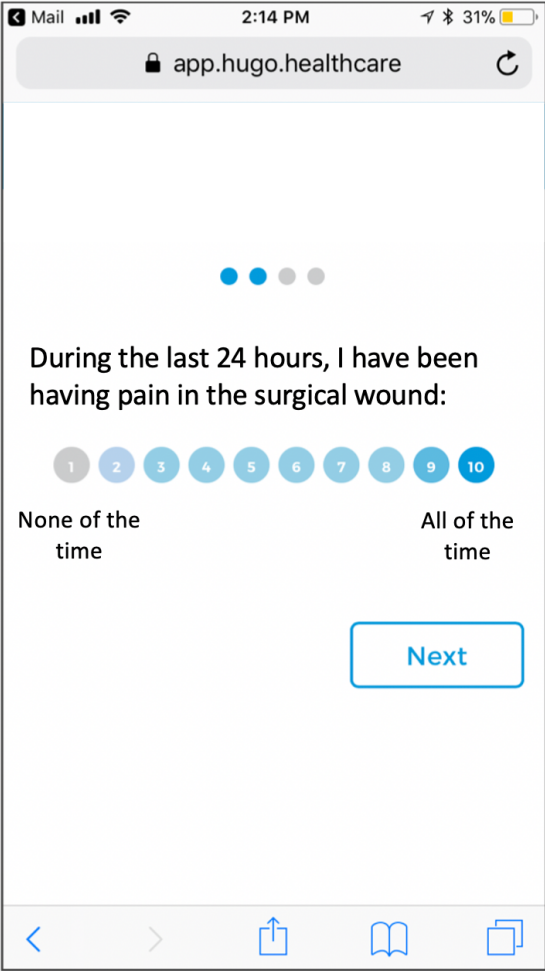 Mail 2:14 PM 31%
app.hugo.healthcare
During the last 24 hours, I have been
having pain in the surgical wound:
1 2 3 4 5 6 7 8 9 10
None of the
time
All of the
time
Next